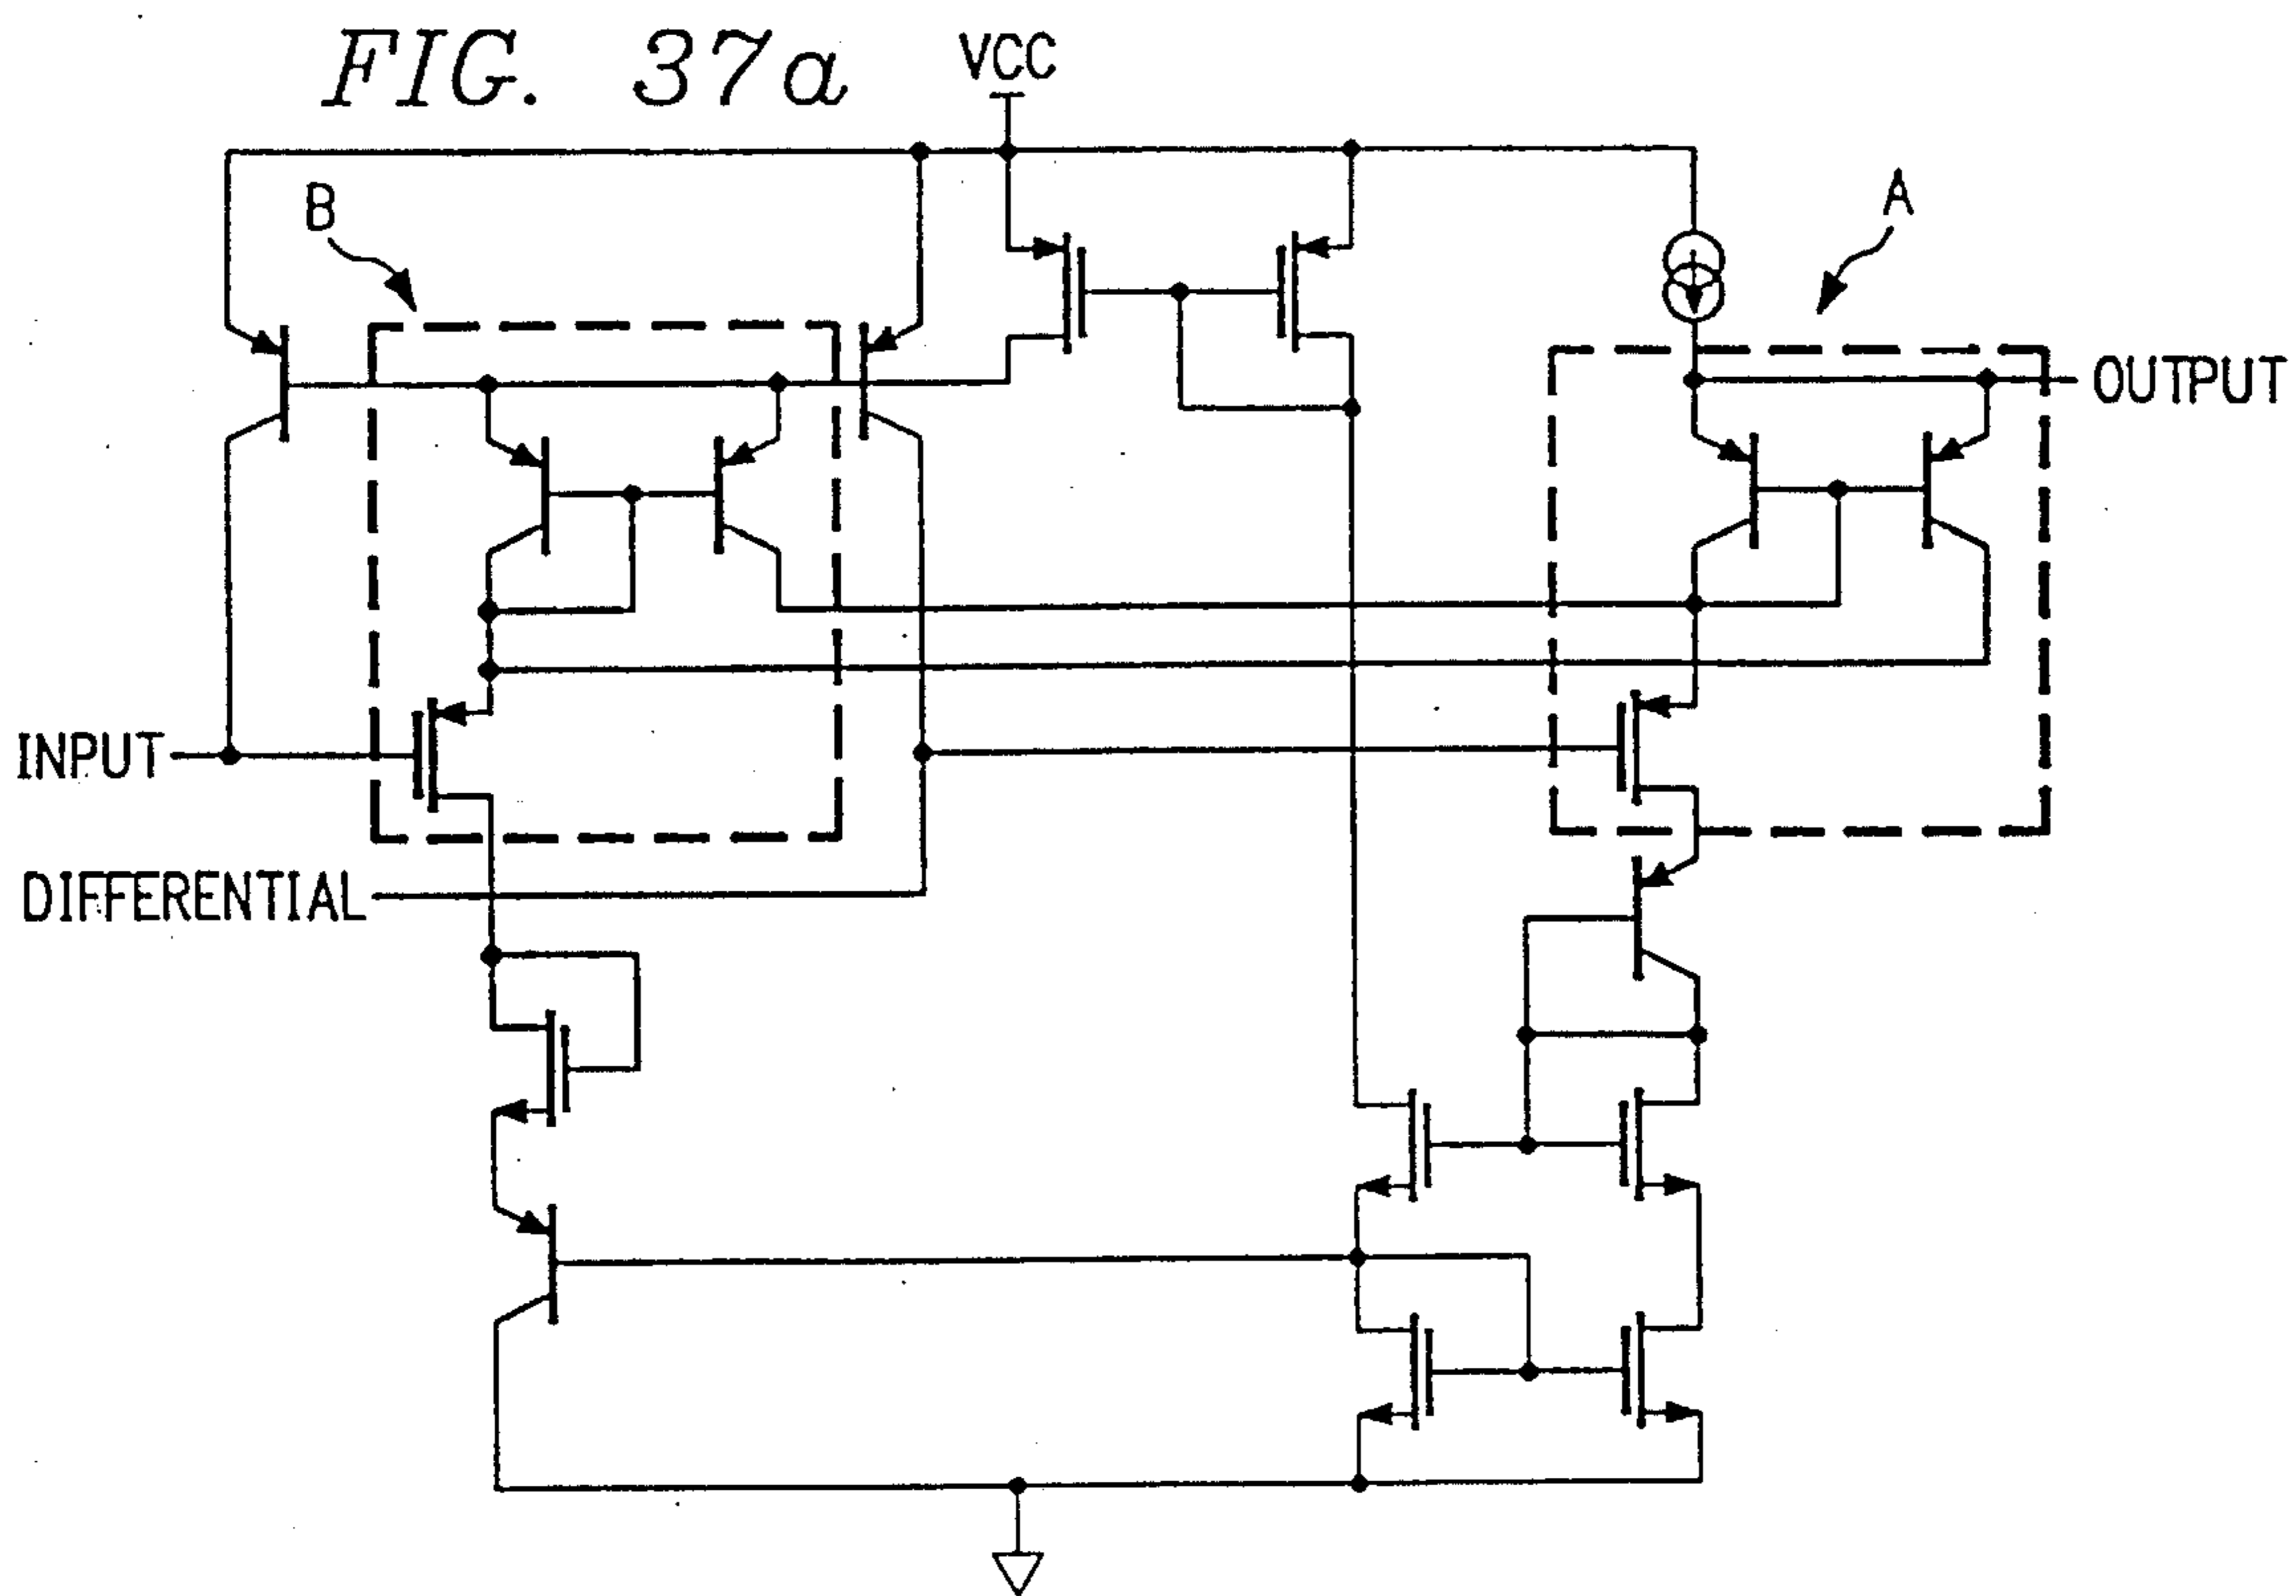 FIG. 37a
VCC
B
A
OUTPUT
INPUT
DIFFERENTIAL